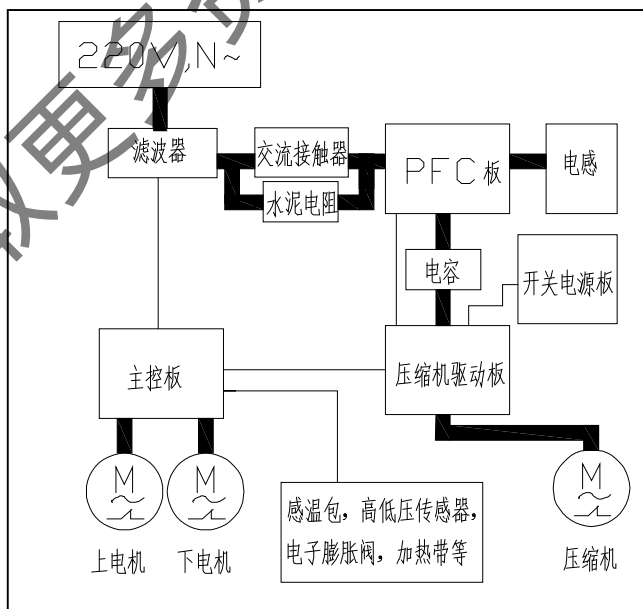 220V,N~
滤波器
交流接触器
水泥电阻
PFC板
电感
电容
开关电源板
主控板
压缩机驱动板
M
M
M
上电机
下电机
感温包，高低压传感器，
电子膨胀阀，加热带等
压缩机
更多